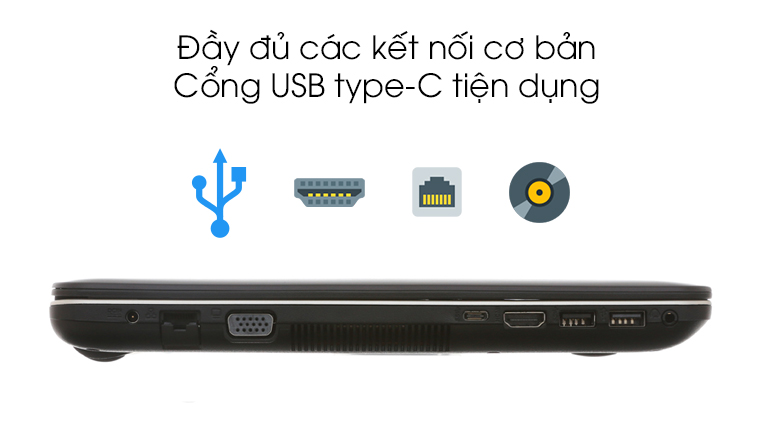 Đầy đủ các kết nối cơ bản
Cổng USB type-C tiện dụng